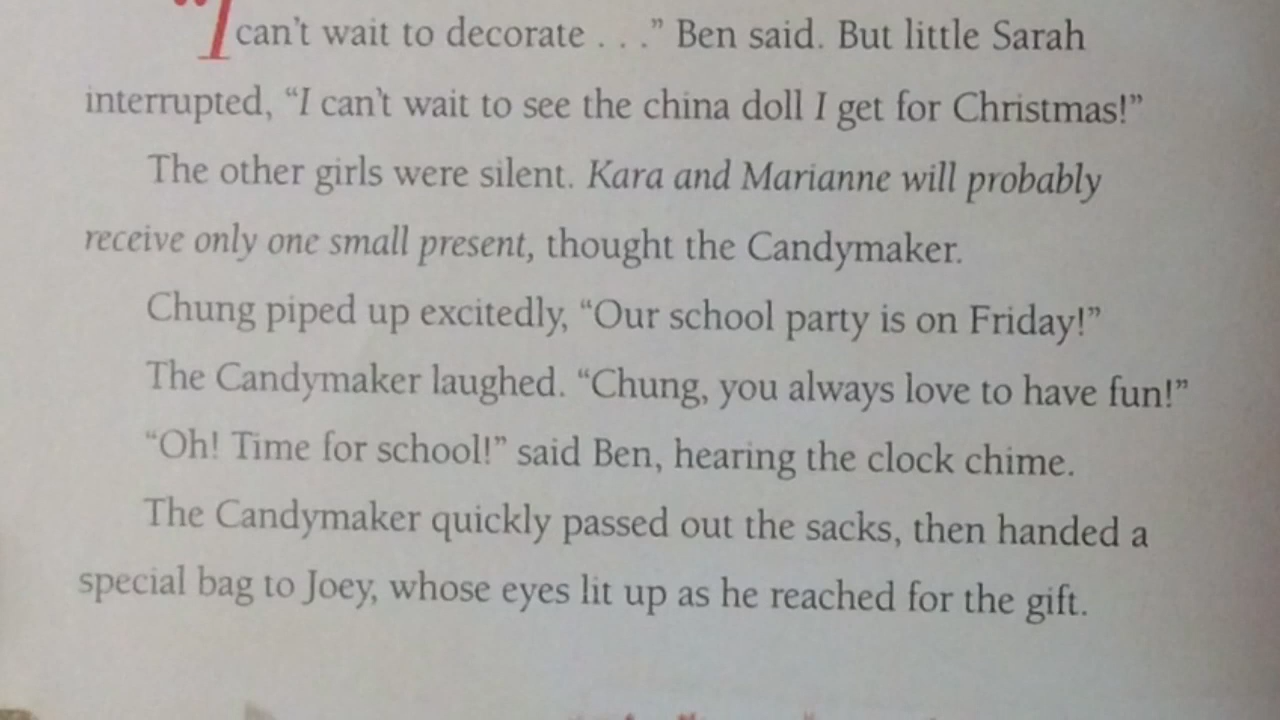 “I can’t wait to decorate . . .” Ben said. But little Sarah
interrupted, “I can’t wait to see the china doll I get for Christmas!”
The other girls were silent. Kara and Marianne will probably
receive only one small present, thought the Candymaker.
Chung piped up excitedly, “Our school party is on Friday!”
The Candymaker laughed. “Chung, you always love to have fun!”
“Oh! Time for school!” said Ben, hearing the clock chime.
The Candymaker quickly passed out the sacks, then handed a
special bag to Joey, whose eyes lit up as he reached for the gift.